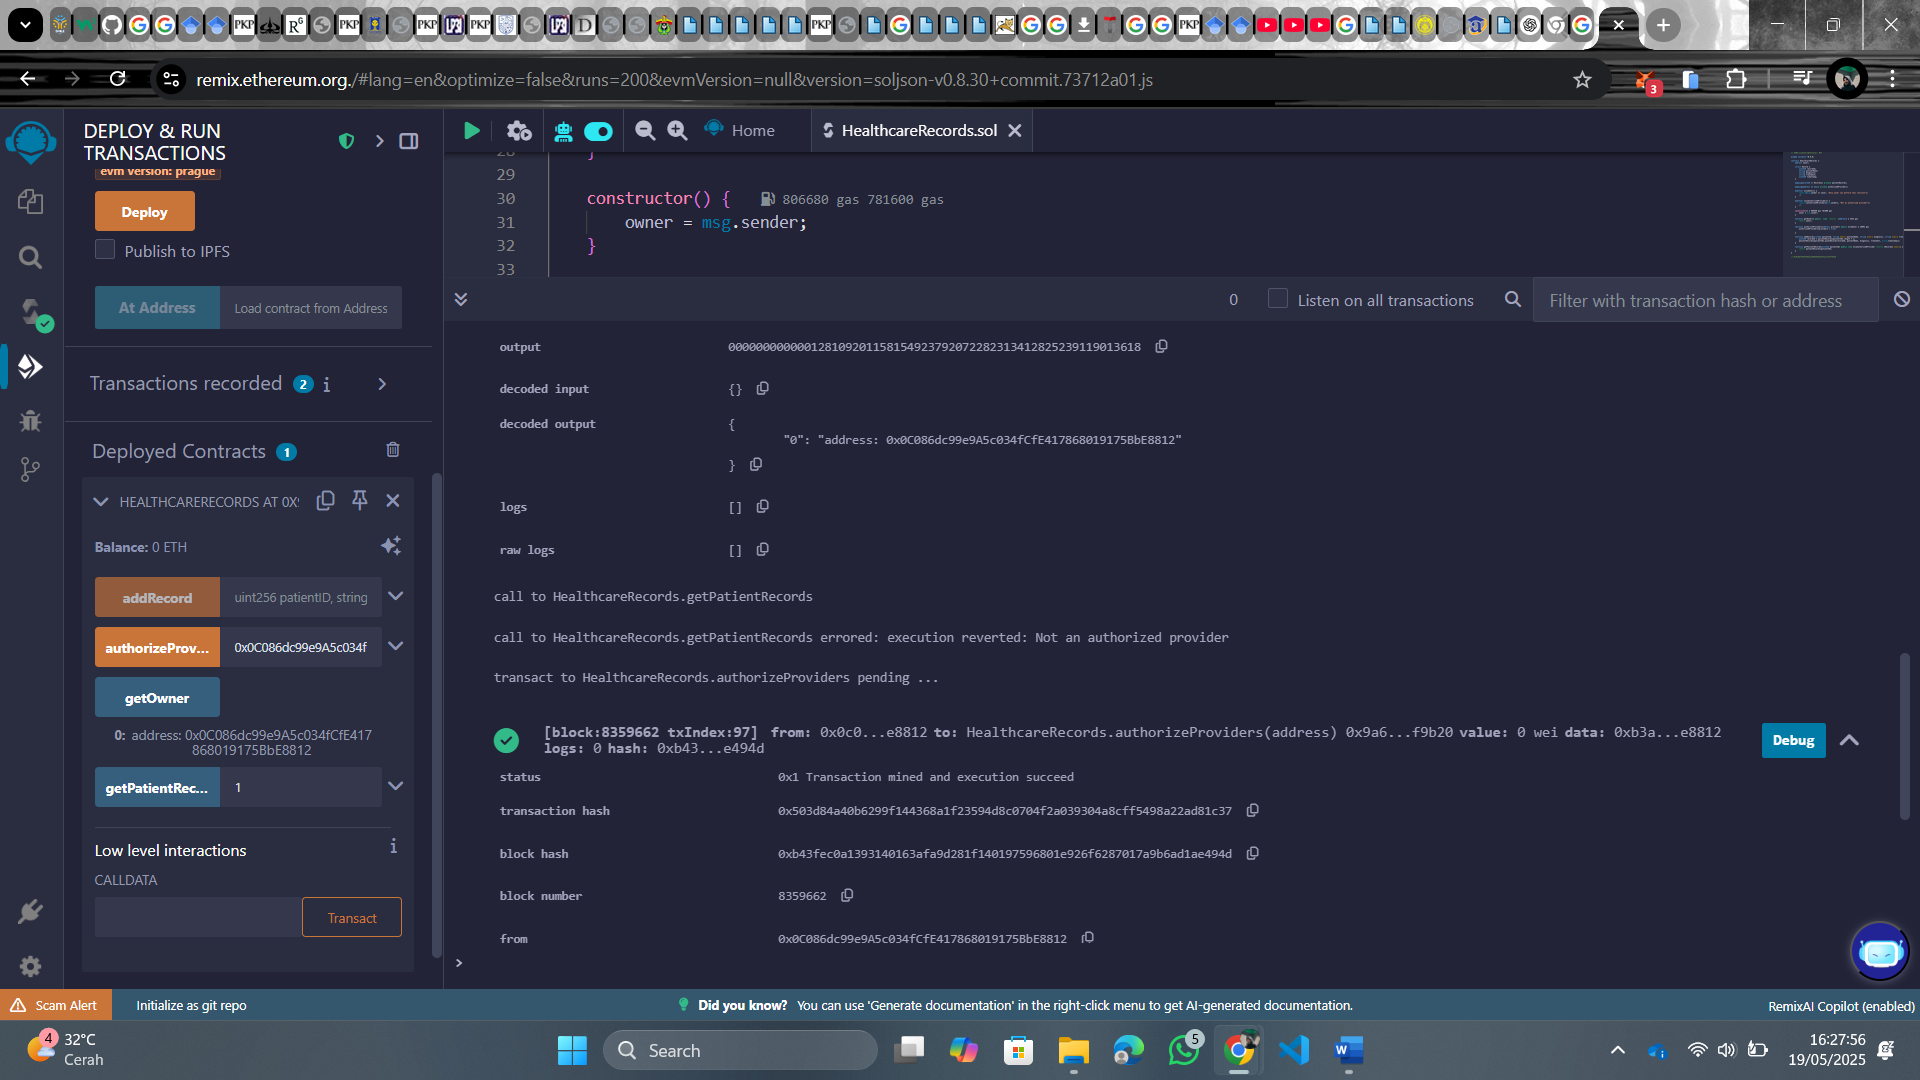 remix.ethereum.org./#lang=en&optimize=false&runs=200&evmVersion=null&version=soljson-v0.8.30+commit.73712a01.js
3
DEPLOY & RUN
TRANSACTIONS
Home
HealthcareRecords.sol
evm version: prague
Deploy
Publish to IPFS
At Address
Load contract from Address
Transactions recorded 2 i
Deployed Contracts 1
HEALTHCARERECORDS AT 0X
Balance: 0 ETH
addRecord
uint256 patientID, string
authorizeProv...
0x0C086dc99e9A5c034f
getOwner
0: address: 0x0C086dc99e9A5c034fCfE417
868019175BbE8812
getPatientRec...
1
Low level interactions
i
CALLDATA
Transact
28 }
29
30 constructor() { 806680 gas 781600 gas
31 owner = msg.sender;
32 }
33
0
Listen on all transactions
Filter with transaction hash or address
output 0000000000001281092011581549237920722823134128252391190​13618
decoded input {}
decoded output {
"0": "address: 0x0C086dc99e9A5c034fCfE417868019175BbE8812"
}
logs []
raw logs []
call to HealthcareRecords.getPatientRecords
call to HealthcareRecords.getPatientRecords errored: execution reverted: Not an authorized provider
transact to HealthcareRecords.authorizeProviders pending ...
[block:8359662 txIndex:97] from: 0x0c0...e8812 to: HealthcareRecords.authorizeProviders(address) 0x9a6...f9b20 value: 0 wei data: 0xb3a...e8812
logs: 0 hash: 0xb43...e494d
Debug
status 0x1 Transaction mined and execution succeed
transaction hash 0x503d84a40b6299f144368a1f23594d8c0704f2a039304a8cff5498a22ad81c37
block hash 0xb43fec0a1393140163afa9d281f140197596801e926f6287017a9b6ad1ae494d
block number 8359662
from 0x0C086dc99e9A5c034fCfE417868019175BbE8812
>
Scam Alert
Initialize as git repo
Did you know? You can use 'Generate documentation' in the right-click menu to get AI-generated documentation.
RemixAI Copilot (enabled)
4
32°C
Cerah
Search
5
16:27:56
19/05/2025